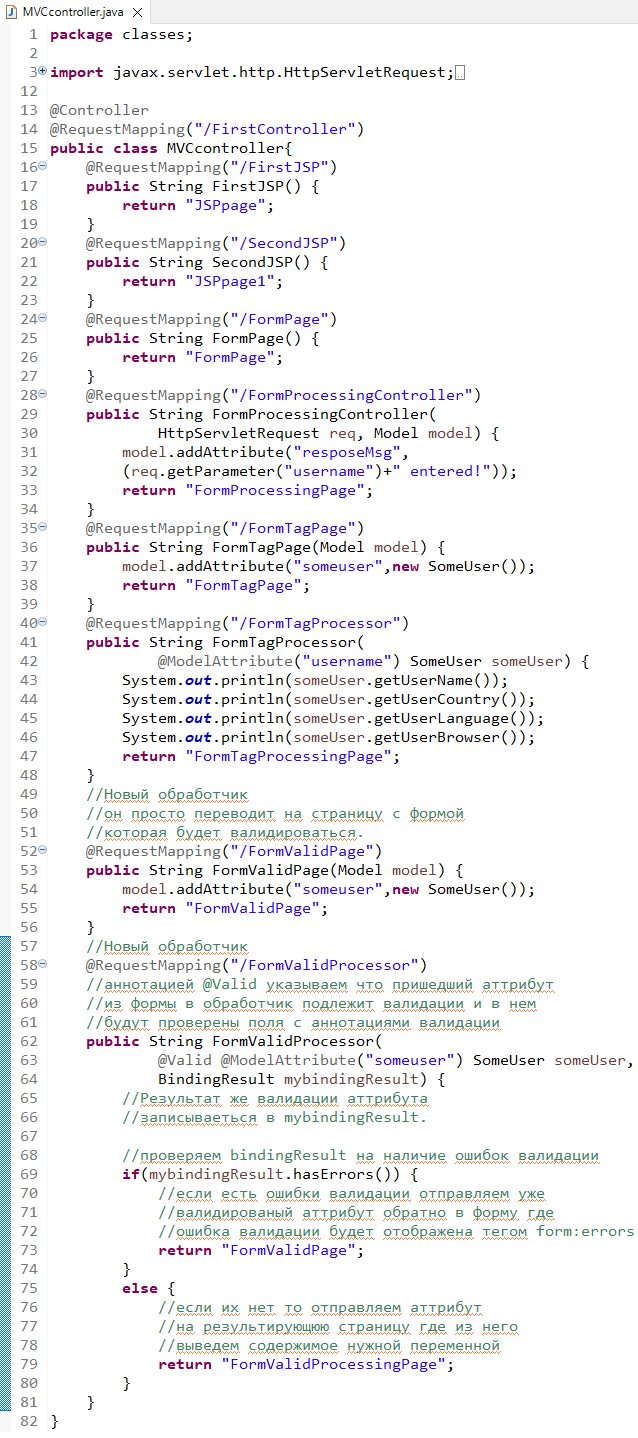 MVCcontroller.java
1 package classes;
2
3 import javax.servlet.http.HttpServletRequest;
12
13 @Controller
14 @RequestMapping("/FirstController")
15 public class MVCcontroller{
16 @RequestMapping("/FirstJSP")
17 public String FirstJSP() {
18 return "JSPpage";
19 }
20 @RequestMapping("/SecondJSP")
21 public String SecondJSP() {
22 return "JSPpage1";
23 }
24 @RequestMapping("/FormPage")
25 public String FormPage() {
26 return "FormPage";
27 }
28 @RequestMapping("/FormProcessingController")
29 public String FormProcessingController(
30 HttpServletRequest req, Model model) {
31 model.addAttribute("resposeMsg",
32 (req.getParameter("username")+" entered!"));
33 return "FormProcessingPage";
34 }
35 @RequestMapping("/FormTagPage")
36 public String FormTagPage(Model model) {
37 model.addAttribute("someuser",new SomeUser());
38 return "FormTagPage";
39 }
40 @RequestMapping("/FormTagProcessor")
41 public String FormTagProcessor(
42 @ModelAttribute("username") SomeUser someUser) {
43 System.out.println(someUser.getUserName());
44 System.out.println(someUser.getUserCountry());
45 System.out.println(someUser.getUserLanguage());
46 System.out.println(someUser.getUserBrowser());
47 return "FormTagProcessingPage";
48 }
49 //Новый обработчик
50 //он просто переводит на страницу с формой
51 //которая будет валидироваться.
52 @RequestMapping("/FormValidPage")
53 public String FormValidPage(Model model) {
54 model.addAttribute("someuser",new SomeUser());
55 return "FormValidPage";
56 }
57 //Новый обработчик
58 @RequestMapping("/FormValidProcessor")
59 //аннотацией @Valid указываем что пришедший аттрибут
60 //из формы в обработчик подлежит валидации и в нем
61 //будут проверены поля с аннотациями валидации
62 public String FormValidProcessor(
63 @Valid @ModelAttribute("someuser") SomeUser someUser,
64 BindingResult mybindingResult) {
65 //Результат же валидации аттрибута
66 //записываеться в mybindingResult.
67
68 //проверяем bindingResult на наличие ошибок валидации
69 if(mybindingResult.hasErrors()) {
70 //если есть ошибки валидации отправляем уже
71 //валидированый аттрибут обратно в форму где
72 //ошибка валидации будет отображена тегом form:errors
73 return "FormValidPage";
74 }
75 else {
76 //если их нет то отправляем аттрибут
77 //на результирующюю страницу где из него
78 //выведем содержимое нужной переменной
79 return "FormValidProcessingPage";
80 }
81 }
82 }